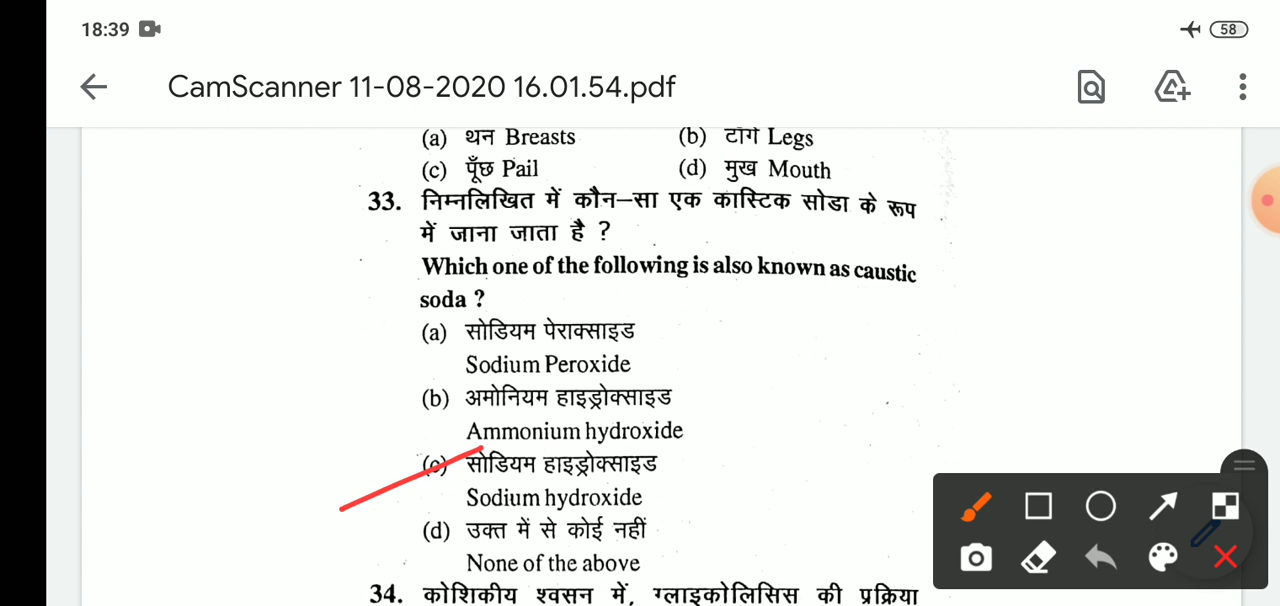 18:39
58
CamScanner 11-08-2020 16.01.54.pdf
(a) थन Breasts (b) टाँगें Legs
(c) पूँछ Pail (d) मुख Mouth
33. निम्नलिखित में कौन–सा एक कास्टिक सोडा के रूप
में जाना जाता है ?
Which one of the following is also known as caustic
soda ?
(a) सोडियम पेराक्साइड
Sodium Peroxide
(b) अमोनियम हाइड्रोक्साइड
Ammonium hydroxide
(c) सोडियम हाइड्रोक्साइड
Sodium hydroxide
(d) उक्त में से कोई नहीं
None of the above
34. कोशिकीय श्वसन में, ग्लाइकोलिसिस की प्रक्रिया